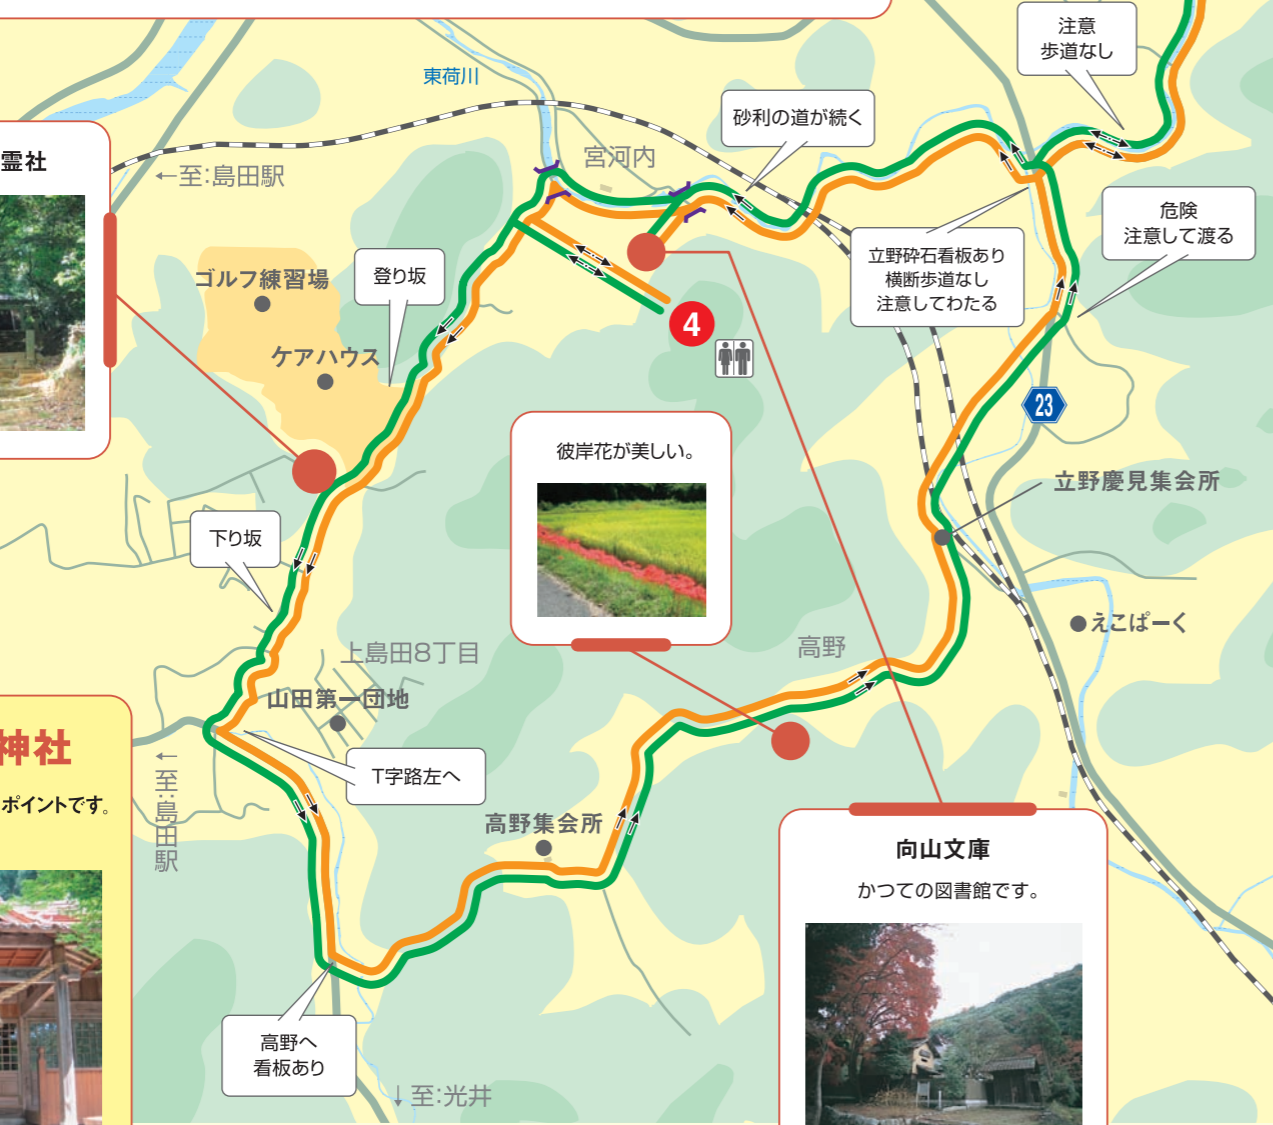 注意
歩道なし
東荷川
砂利の道が続く
宮河内
霊社
←至:島田駅
危険
注意して渡る
立野砕石看板あり
横断歩道なし
注意してわたる
ゴルフ練習場
登り坂
4
ケアハウス
23
彼岸花が美しい。
立野慶見集会所
下り坂
えこぱーく
上島田8丁目
高野
山田第一団地
神社
T字路左へ
←至:島田駅
ポイントです。
高野集会所
向山文庫
かつての図書館です。
高野へ
看板あり
↓至:光井